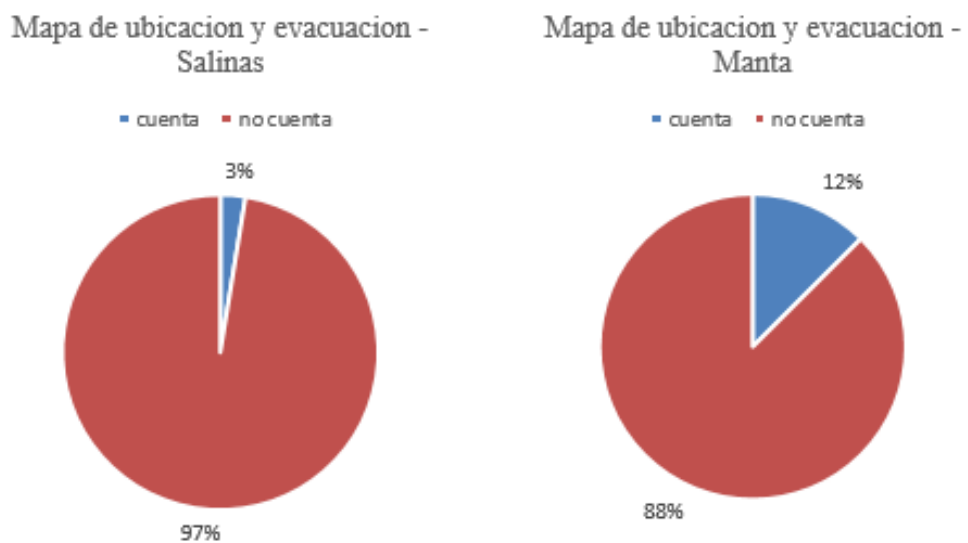 Mapa de ubicacion y evacuacion -
Salinas
cuenta no cuenta
3%
97%
Mapa de ubicacion y evacuacion -
Manta
cuenta no cuenta
12%
88%